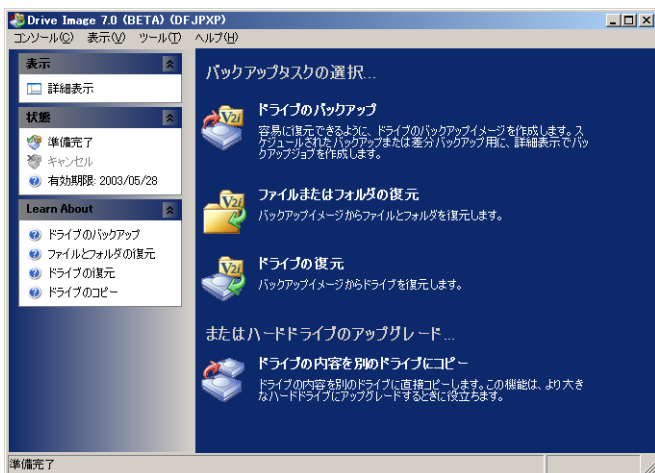 Drive Image 7.0 (BETA) (DFJPXP)
コンソール(C) 表示(V) ツール(T) ヘルプ(H)
表示
詳細表示
状態
準備完了
キャンセル
有効期限: 2003/05/28
Learn About
ドライブのバックアップ
ファイルとフォルダの復元
ドライブの復元
ドライブのコピー
バックアップタスクの選択...
V2i
ドライブのバックアップ
容易に復元できるように、ドライブのバックアップイメージを作成します。ス
ケジュールされたバックアップまたは差分バックアップ用に、詳細表示でバッ
クアップジョブを作成します。
V2i
ファイルまたはフォルダの復元
バックアップイメージからファイルとフォルダを復元します。
V2i
ドライブの復元
バックアップイメージからドライブを復元します。
またはハードドライブのアップグレード...
ドライブの内容を別のドライブにコピー
ドライブの内容を別のドライブに直接コピーします。この機能は、より大き
なハードドライブにアップグレードするときに役立ちます。
準備完了